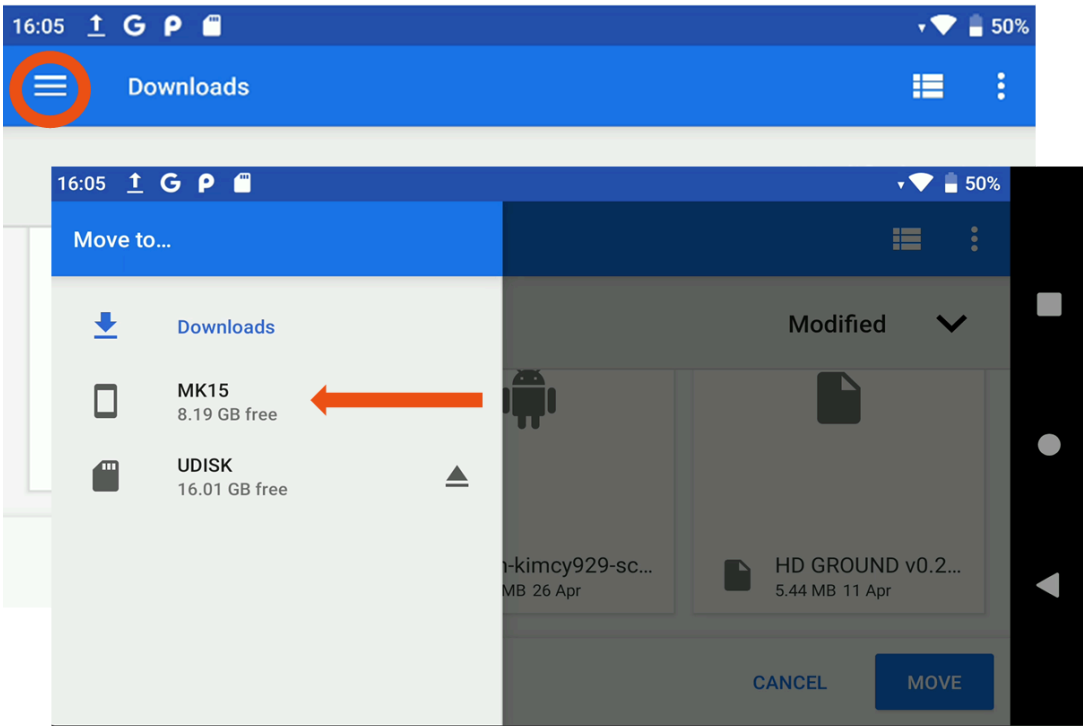 16:05 G P 50%
Downloads
16:05 G P 50%
Move to...
Downloads
Modified
MK15
8.19 GB free
UDISK
16.01 GB free
n-kimcy929-sc...
MB 26 Apr
HD GROUND v0.2...
5.44 MB 11 Apr
CANCEL
MOVE